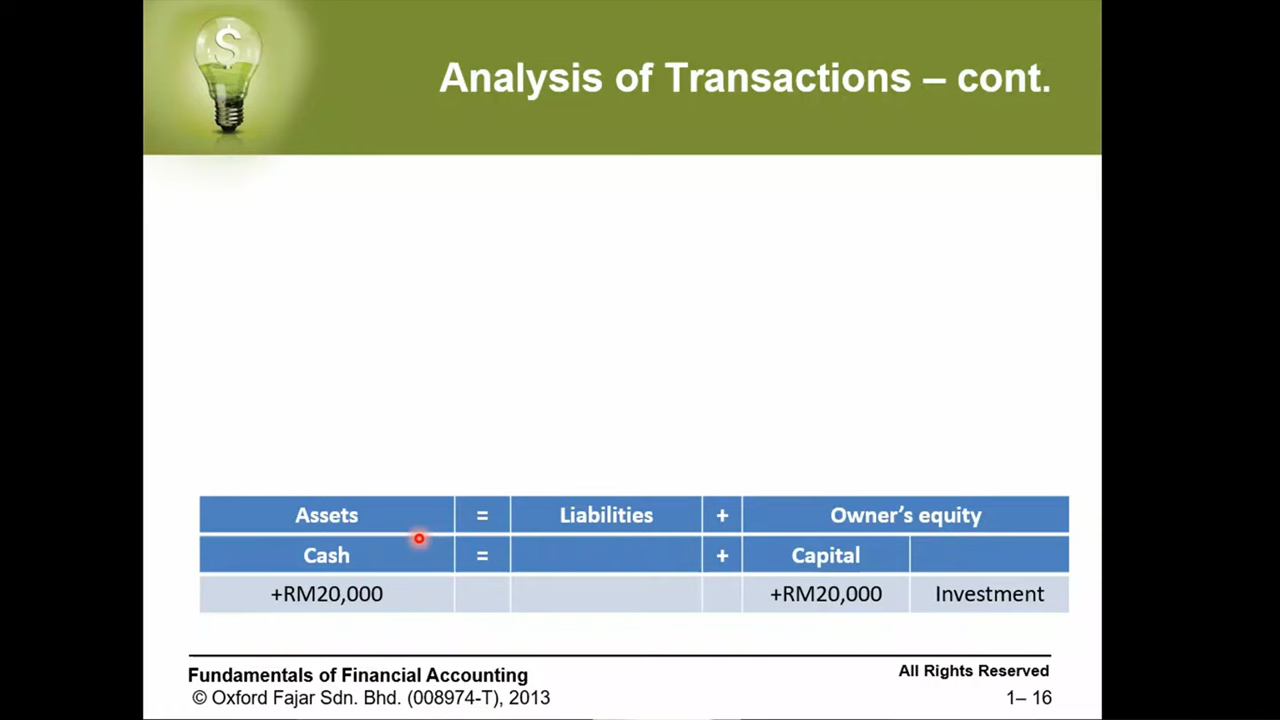 $
Analysis of Transactions – cont.
Assets = Liabilities + Owner’s equity
Cash = + Capital
+RM20,000 +RM20,000 Investment
Fundamentals of Financial Accounting
All Rights Reserved
© Oxford Fajar Sdn. Bhd. (008974-T), 2013
1– 16